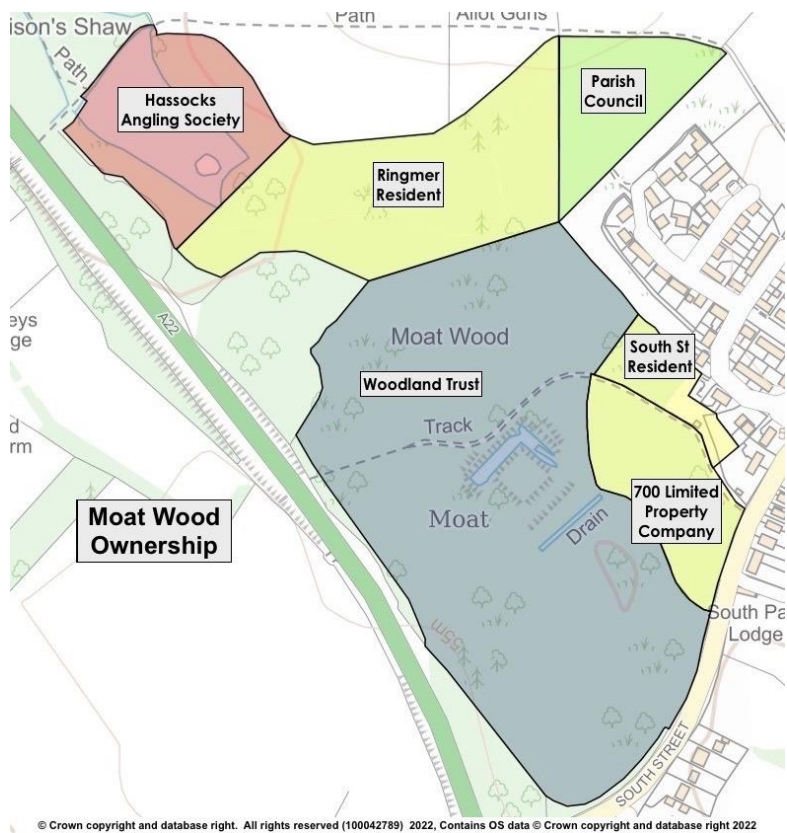 Path
Allot Gdns
ison's Shaw
Path
Hassocks
Angling Society
Parish
Council
Ringmer
Resident
A22
eys
ge
Moat Wood
South St
Resident
Woodland Trust
Track
d
rm
5
700 Limited
Property
Company
Moat Wood
Ownership
Moat
Drain
55m
South Pa
Lodge
SOUTH STREET
© Crown copyright and database right. All rights reserved (100042789) 2022, Contains OS data © Crown copyright and database right 2022